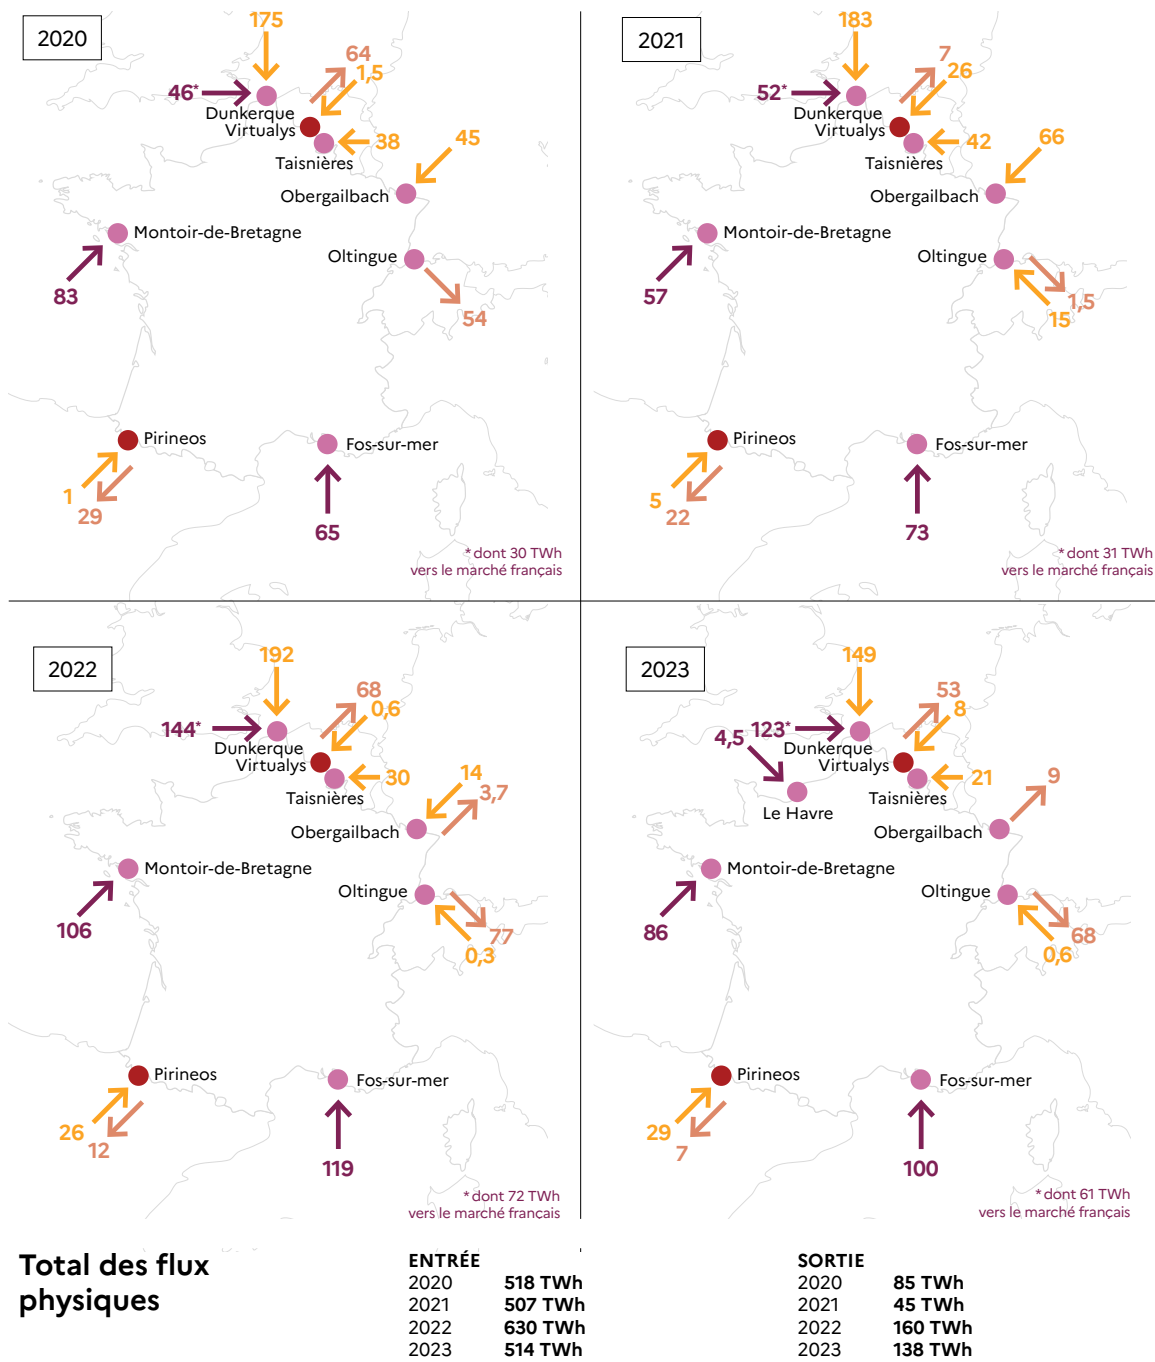 2020
175
64
1,5
46*
Dunkerque
Virtualys
38
Taisnières
45
Obergailbach
Montoir-de-Bretagne
Oltingue
83
54
Pirineos
Fos-sur-mer
1
29
65
* dont 30 TWh
vers le marché français
2021
183
7
26
52*
Dunkerque
Virtualys
42
Taisnières
66
Obergailbach
Montoir-de-Bretagne
Oltingue
57
1,5
15
Pirineos
Fos-sur-mer
5
22
73
* dont 31 TWh
vers le marché français
2022
192
68
0,6
144*
Dunkerque
Virtualys
30
14
Taisnières
3,7
Obergailbach
Montoir-de-Bretagne
Oltingue
106
77
0,3
Pirineos
Fos-sur-mer
26
12
119
* dont 72 TWh
vers le marché français
2023
149
53
8
4,5
123*
Dunkerque
Virtualys
21
9
Taisnières
Le Havre
Obergailbach
Montoir-de-Bretagne
Oltingue
86
68
0,6
Pirineos
Fos-sur-mer
29
7
100
* dont 61 TWh
vers le marché français
Total des flux
physiques
ENTRÉE
2020 518 TWh
2021 507 TWh
2022 630 TWh
2023 514 TWh
SORTIE
2020 85 TWh
2021 45 TWh
2022 160 TWh
2023 138 TWh